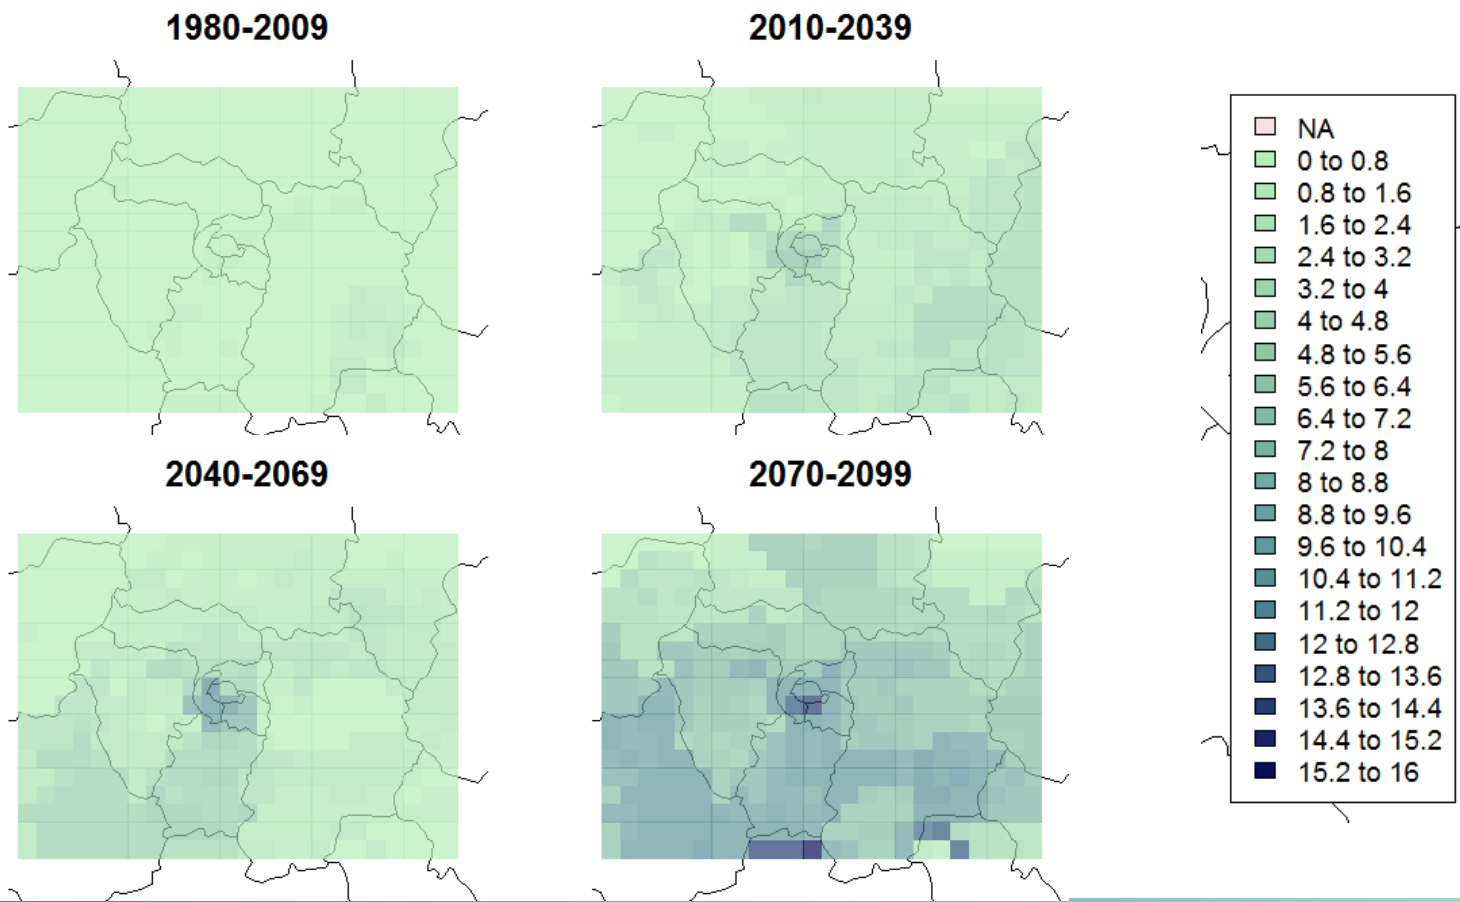 1980-2009
2010-2039
2040-2069
2070-2099
NA
0 to 0.8
0.8 to 1.6
1.6 to 2.4
2.4 to 3.2
3.2 to 4
4 to 4.8
4.8 to 5.6
5.6 to 6.4
6.4 to 7.2
7.2 to 8
8 to 8.8
8.8 to 9.6
9.6 to 10.4
10.4 to 11.2
11.2 to 12
12 to 12.8
12.8 to 13.6
13.6 to 14.4
14.4 to 15.2
15.2 to 16